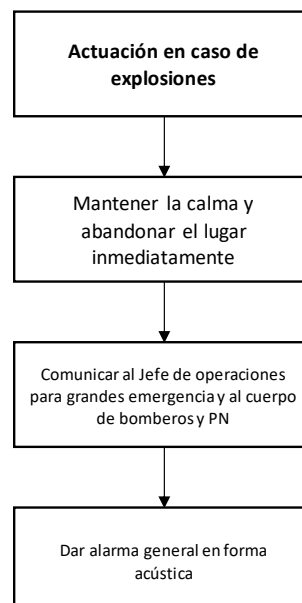 Actuación en caso de
explosiones
Mantener la calma y
abandonar el lugar
inmediatamente
Comunicar al Jefe de operaciones
para grandes emergencia y al cuerpo
de bomberos y PN
Dar alarma general en forma
acústica